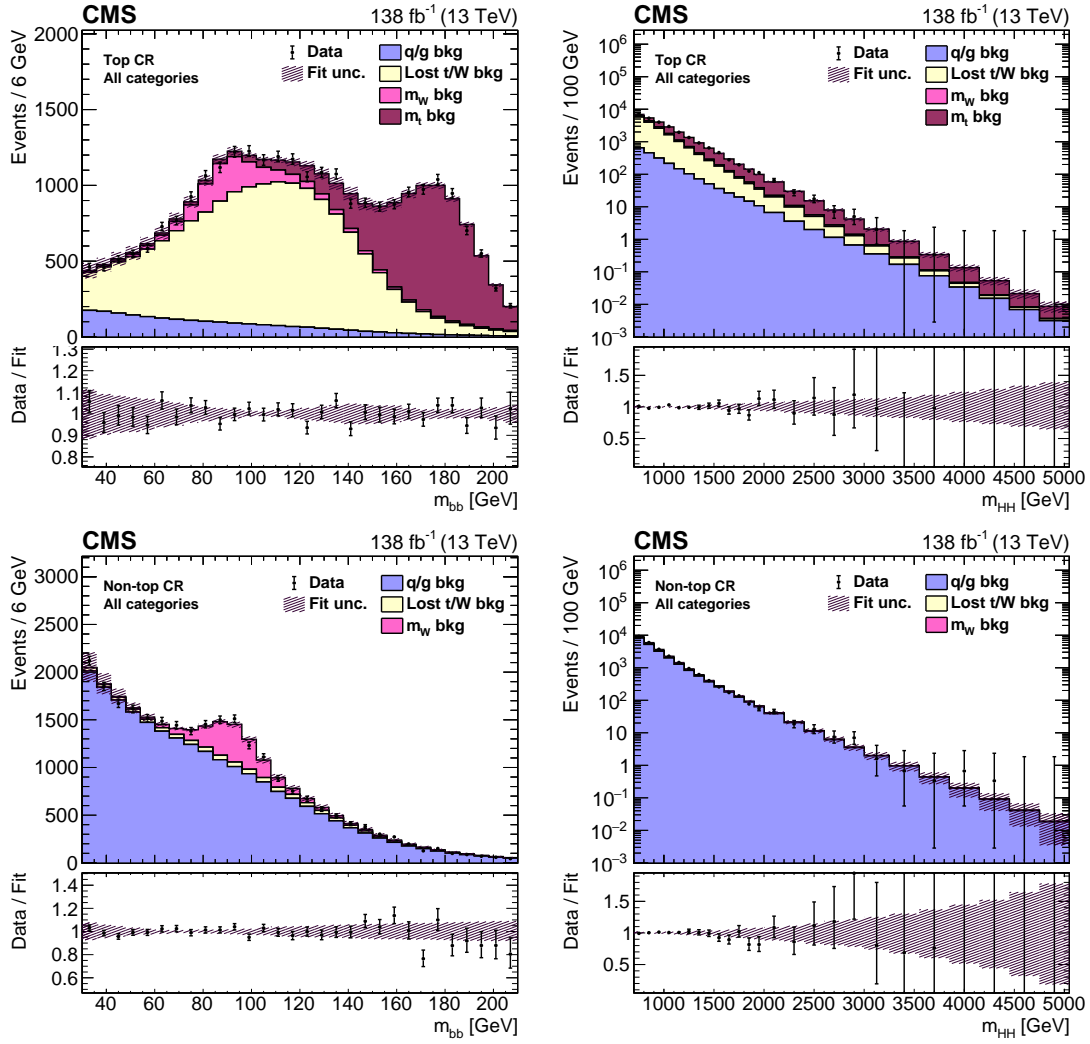 CMS 138 fb⁻¹ (13 TeV)
Events / 6 GeV
2000
1500
1000
500
0
Top CR
All categories
Data
Fit unc.
q/g bkg
Lost t/W bkg
m_W bkg
m_t bkg
Data / Fit
1.3
1.2
1.1
1
0.9
0.8
40 60 80 100 120 140 160 180 200
m_bb [GeV]
CMS 138 fb⁻¹ (13 TeV)
Events / 100 GeV
10⁶
10⁵
10⁴
10³
10²
10
1
10⁻¹
10⁻²
10⁻³
Top CR
All categories
Data
Fit unc.
q/g bkg
Lost t/W bkg
m_W bkg
m_t bkg
Data / Fit
1.5
1
0.5
1000 1500 2000 2500 3000 3500 4000 4500 5000
m_HH [GeV]
CMS 138 fb⁻¹ (13 TeV)
Events / 6 GeV
3000
2500
2000
1500
1000
500
0
Non-top CR
All categories
Data
Fit unc.
q/g bkg
Lost t/W bkg
m_W bkg
Data / Fit
1.4
1.2
1
0.8
0.6
40 60 80 100 120 140 160 180 200
m_bb [GeV]
CMS 138 fb⁻¹ (13 TeV)
Events / 100 GeV
10⁶
10⁵
10⁴
10³
10²
10
1
10⁻¹
10⁻²
10⁻³
Non-top CR
All categories
Data
Fit unc.
q/g bkg
Lost t/W bkg
m_W bkg
Data / Fit
1.5
1
0.5
1000 1500 2000 2500 3000 3500 4000 4500 5000
m_HH [GeV]